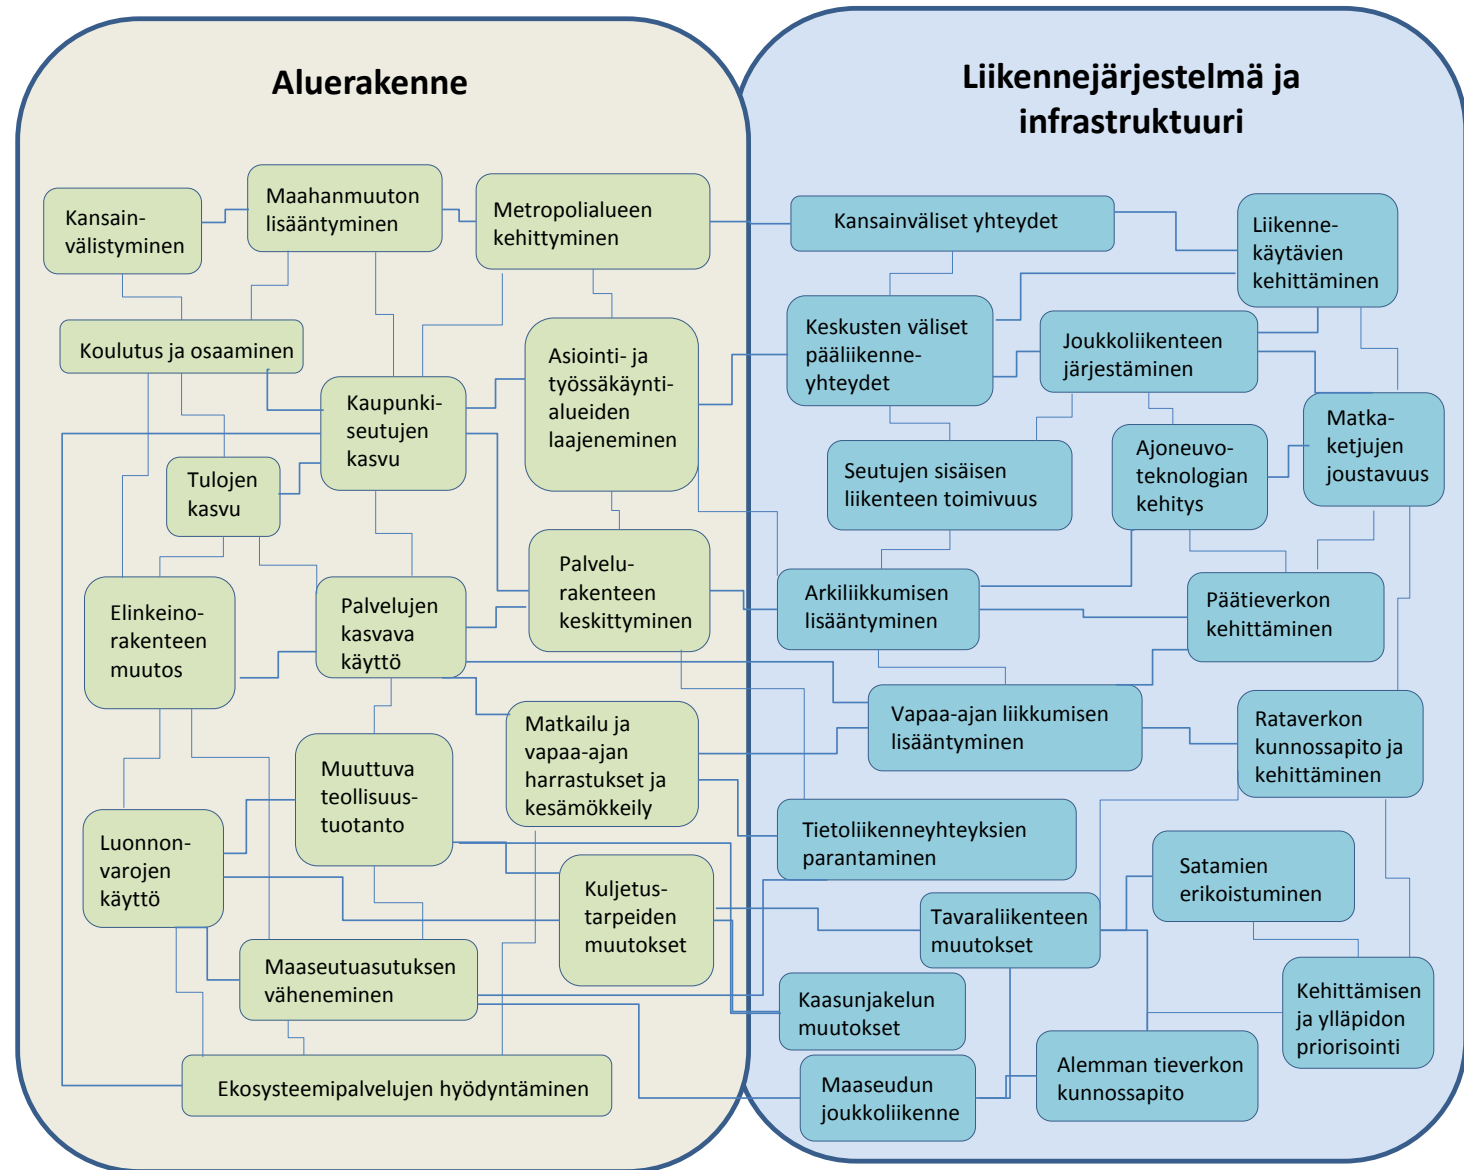 Aluerakenne
Kansain-
välistyminen
Maahanmuuton
lisääntyminen
Metropolialueen
kehittyminen
Koulutus ja osaaminen
Kaupunki-
seutujen
kasvu
Asiointi- ja
työssäkäynti-
alueiden
laajeneminen
Tulojen
kasvu
Elinkeino-
rakenteen
muutos
Palvelujen
kasvava
käyttö
Palvelu-
rakenteen
keskittyminen
Muuttuva
teollisuus-
tuotanto
Matkailu ja
vapaa-ajan
harrastukset ja
kesämökkeily
Luonnon-
varojen
käyttö
Kuljetus-
tarpeiden
muutokset
Maaseutuasutuksen
väheneminen
Ekosysteemipalvelujen hyödyntäminen
Liikennejärjestelmä ja
infrastruktuuri
Kansainväliset yhteydet
Liikenne-
käytävien
kehittäminen
Keskusten väliset
pääliikenne-
yhteydet
Joukkoliikenteen
järjestäminen
Seutujen sisäisen
liikenteen toimivuus
Ajoneuvo-
teknologian
kehitys
Matka-
ketjujen
joustavuus
Arkiliikkumisen
lisääntyminen
Päätieverkon
kehittäminen
Vapaa-ajan liikkumisen
lisääntyminen
Rataverkon
kunnossapito ja
kehittäminen
Tietoliikenneyhteyksien
parantaminen
Satamien
erikoistuminen
Tavaraliikenteen
muutokset
Kaasunjakelun
muutokset
Kehittämisen
ja ylläpidon
priorisointi
Maaseudun
joukkoliikenne
Alemman tieverkon
kunnossapito